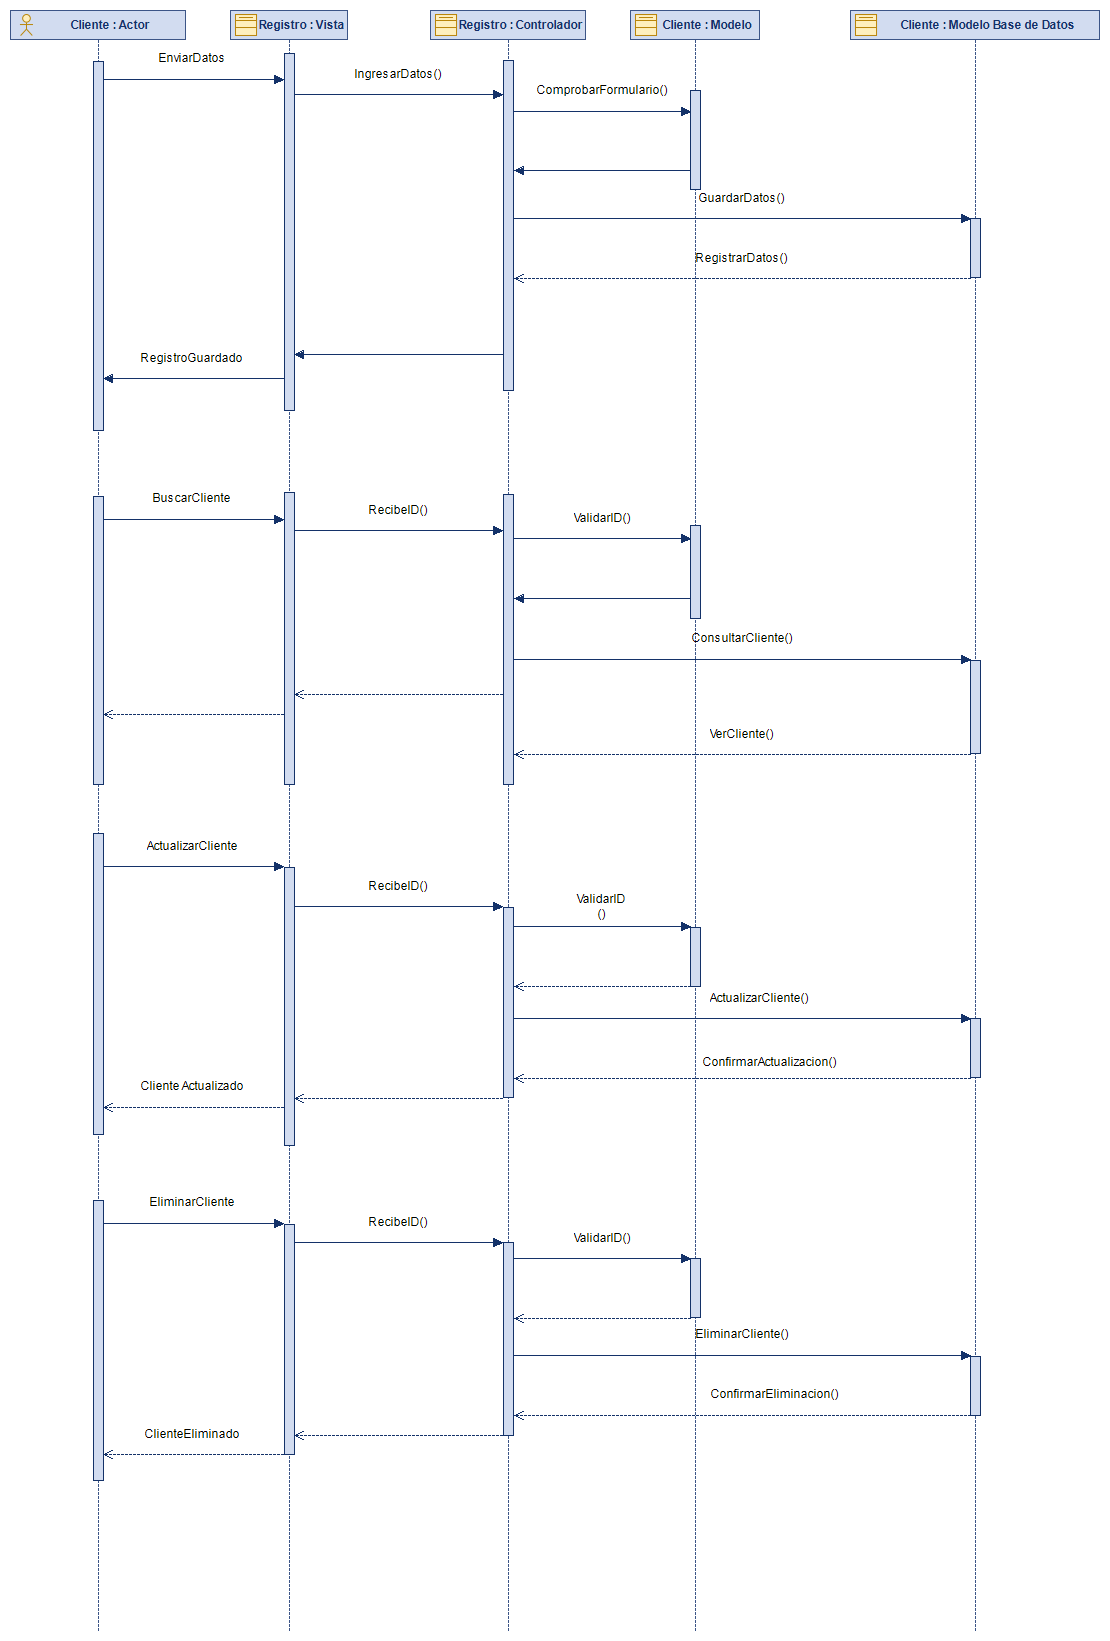 Cliente : Actor
Registro : Vista
Registro : Controlador
Cliente : Modelo
Cliente : Modelo Base de Datos
EnviarDatos
IngresarDatos()
ComprobarFormulario()
GuardarDatos()
RegistrarDatos()
RegistroGuardado
BuscarCliente
RecibeID()
ValidarID()
ConsultarCliente()
VerCliente()
ActualizarCliente
RecibeID()
ValidarID
()
ActualizarCliente()
ConfirmarActualizacion()
Cliente Actualizado
EliminarCliente
RecibeID()
ValidarID()
EliminarCliente()
ConfirmarEliminacion()
ClienteEliminado